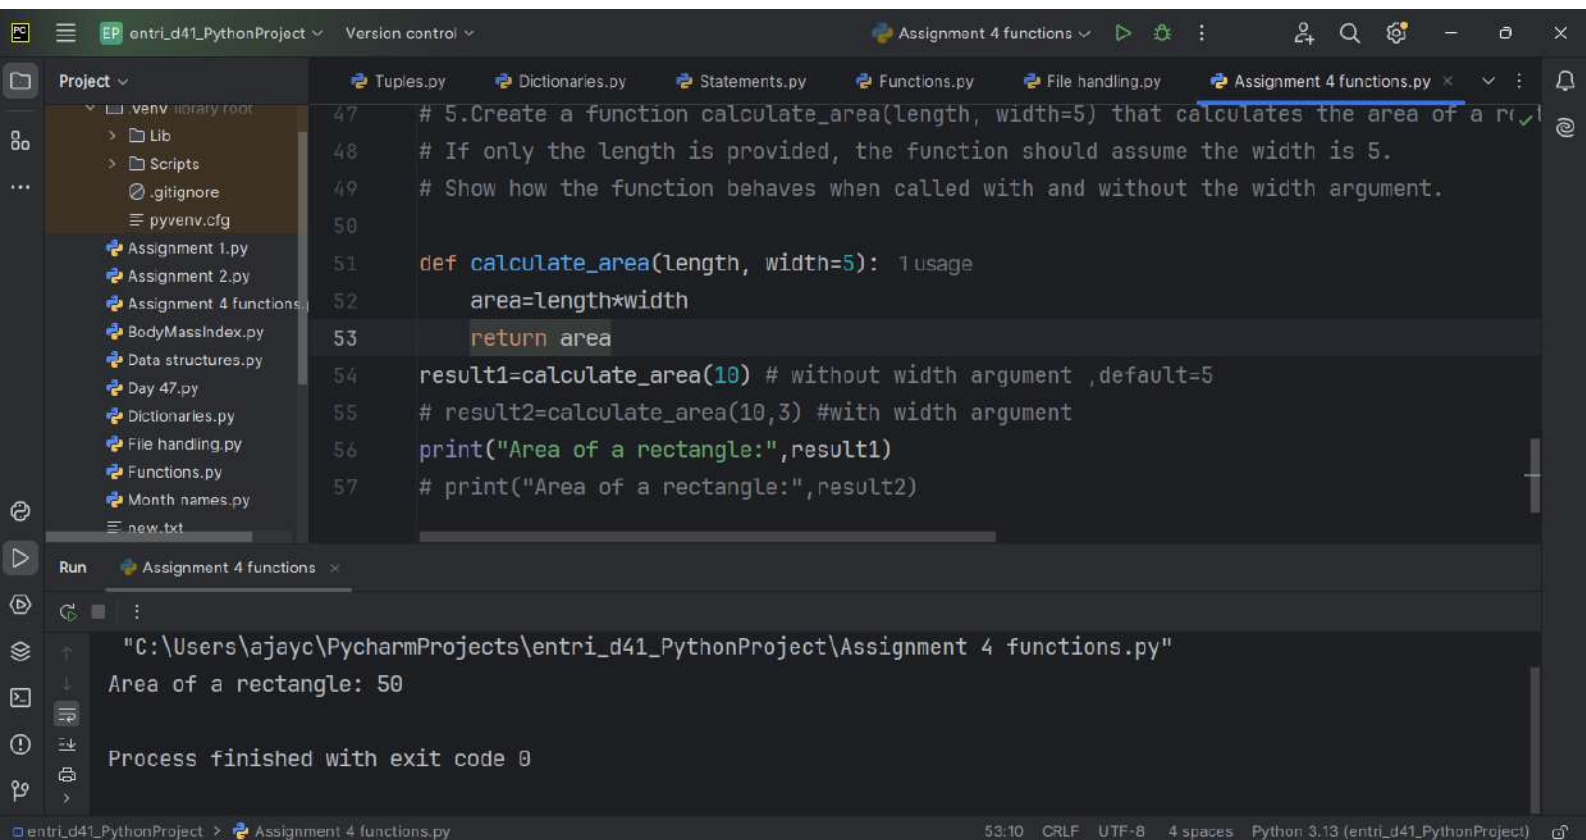 PC
EP entri_d41_PythonProject Version control Assignment 4 functions
Project
Tuples.py Dictionaries.py Statements.py Functions.py File handling.py Assignment 4 functions.py
.venv library root
Lib
Scripts
.gitignore
pyvenv.cfg
Assignment 1.py
Assignment 2.py
Assignment 4 functions.
BodyMassIndex.py
Data structures.py
Day 47.py
Dictionaries.py
File handling.py
Functions.py
Month names.py
new.txt
47 # 5.Create a function calculate_area(length, width=5) that calculates the area of a
48 # If only the length is provided, the function should assume the width is 5.
49 # Show how the function behaves when called with and without the width argument.
50
51 def calculate_area(length, width=5): 1 usage
52 area=length*width
53 return area
54 result1=calculate_area(10) # without width argument ,default=5
55 # result2=calculate_area(10,3) #with width argument
56 print("Area of a rectangle:",result1)
57 # print("Area of a rectangle:",result2)
Run Assignment 4 functions
"C:\Users\ajayc\PycharmProjects\entri_d41_PythonProject\Assignment 4 functions.py"
Area of a rectangle: 50
Process finished with exit code 0
entri_d41_PythonProject > Assignment 4 functions.py 53:10 CRLF UTF-8 4 spaces Python 3.13 (entri_d41_PythonProject)